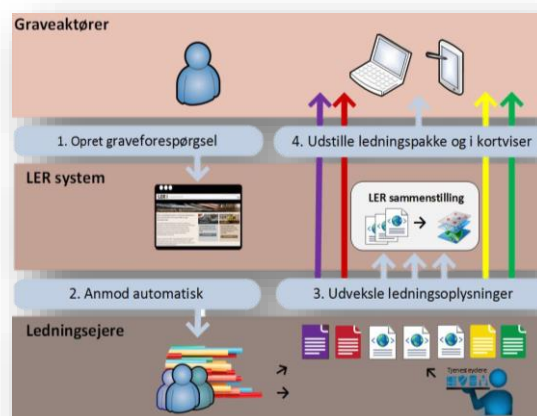 Graveaktører
1. Opret graveforespørgsel
4. Udstille ledningspakke og i kortviser
LER system
LER sammenstilling
2. Anmod automatisk
3. Udveksle ledningsoplysninger
Ledningsejere